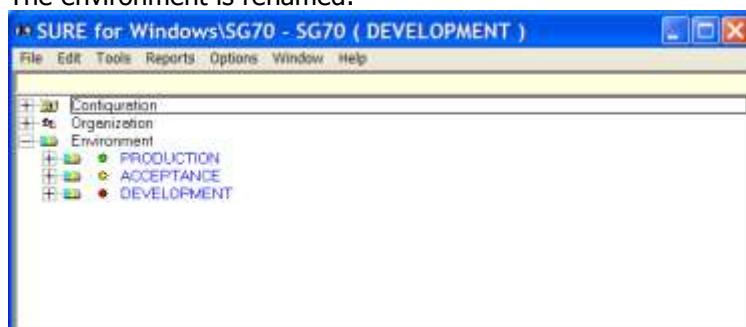 The environment is renamed.
SURE for Windows\SG70 - SG70 ( DEVELOPMENT )
File Edit Tools Reports Options Window Help
Configuration
Organization
Environment
PRODUCTION
ACCEPTANCE
DEVELOPMENT